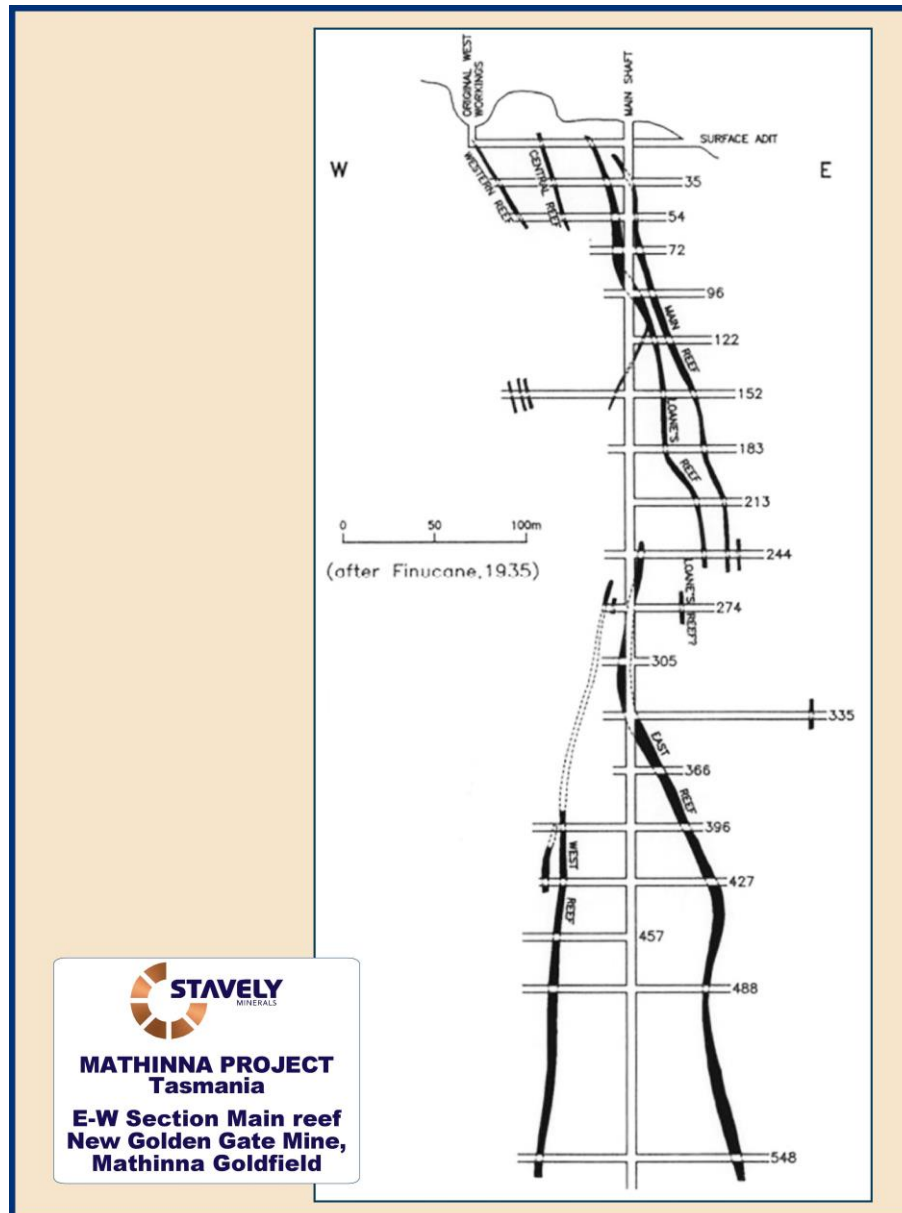 ORIGINAL WEST
WORKINGS
MAIN SHAFT
SURFACE ADIT
W
E
WESTERN REEF
CENTRAL REEF
35
54
72
96
MAIN REEF
122
152
LOANE'S REEF
183
213
0 50 100m
(after Finucane,1935)
244
LOANE'S REEF?
274
305
335
EAST REEF
366
396
WEST REEF
427
457
488
548
STAVELY
MINERALS
MATHINNA PROJECT
Tasmania
E-W Section Main reef
New Golden Gate Mine,
Mathinna Goldfield